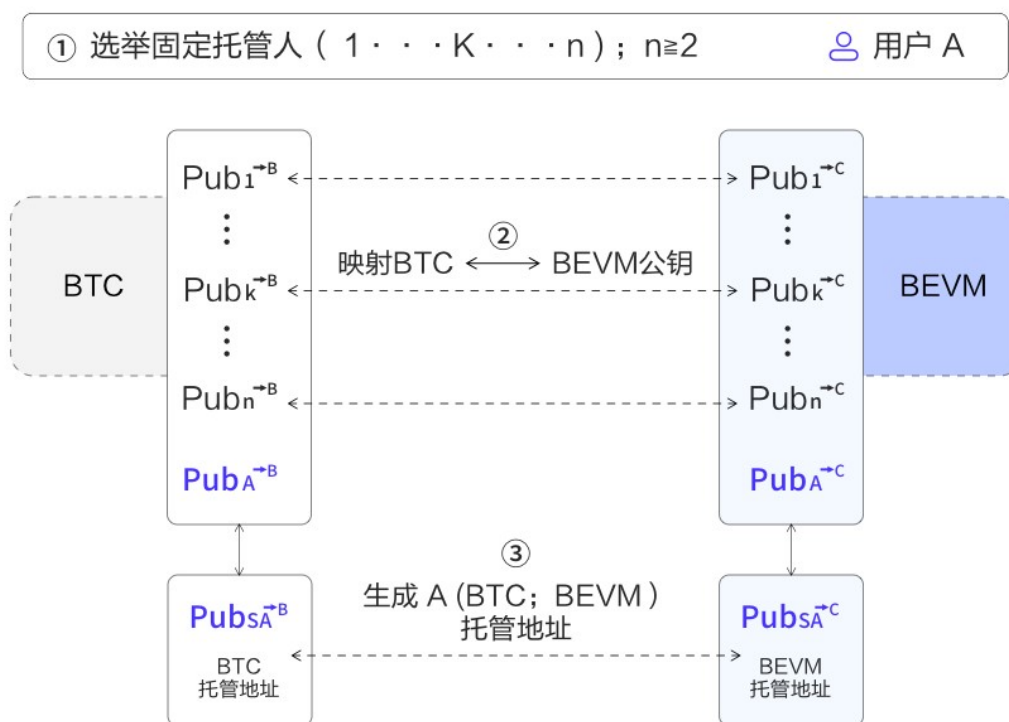 ① 选举固定托管人（ 1 · · · K · · · n ）; n≧2
用户 A
Pub1→B
Pub1→C
⋮
⋮
②
映射BTC ⟷ BEVM公钥
BTC
Pubk→B
Pubk→C
BEVM
⋮
⋮
Pubn→B
Pubn→C
PubA→B
PubA→C
③
生成 A (BTC；BEVM）
托管地址
PubSA→B
BTC
托管地址
PubSA→C
BEVM
托管地址